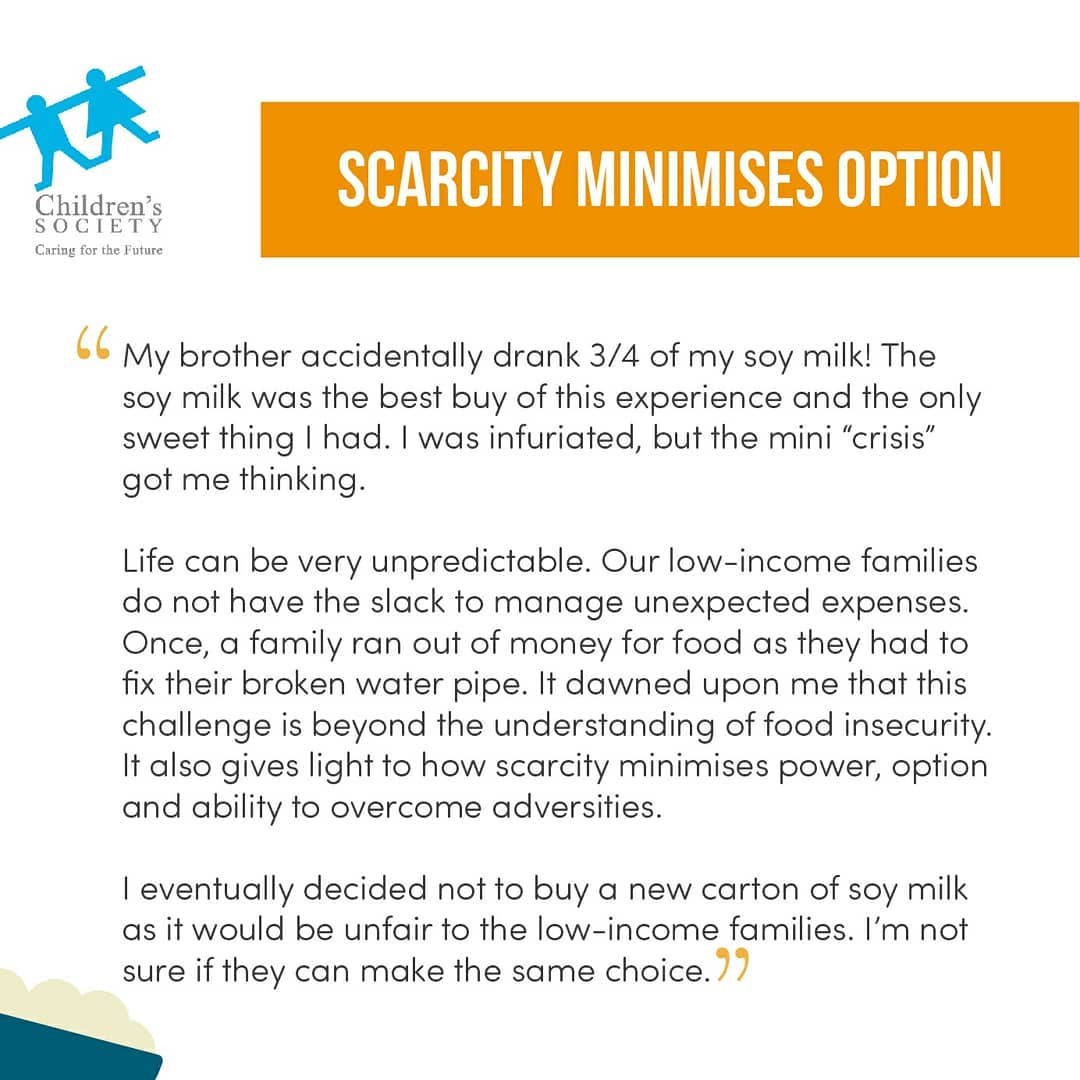 Children's
SOCIETY
Caring for the Future
SCARCITY MINIMISES OPTION
“ My brother accidentally drank 3/4 of my soy milk! The
soy milk was the best buy of this experience and the only
sweet thing I had. I was infuriated, but the mini “crisis”
got me thinking.
Life can be very unpredictable. Our low-income families
do not have the slack to manage unexpected expenses.
Once, a family ran out of money for food as they had to
fix their broken water pipe. It dawned upon me that this
challenge is beyond the understanding of food insecurity.
It also gives light to how scarcity minimises power, option
and ability to overcome adversities.
I eventually decided not to buy a new carton of soy milk
as it would be unfair to the low-income families. I’m not
sure if they can make the same choice.”